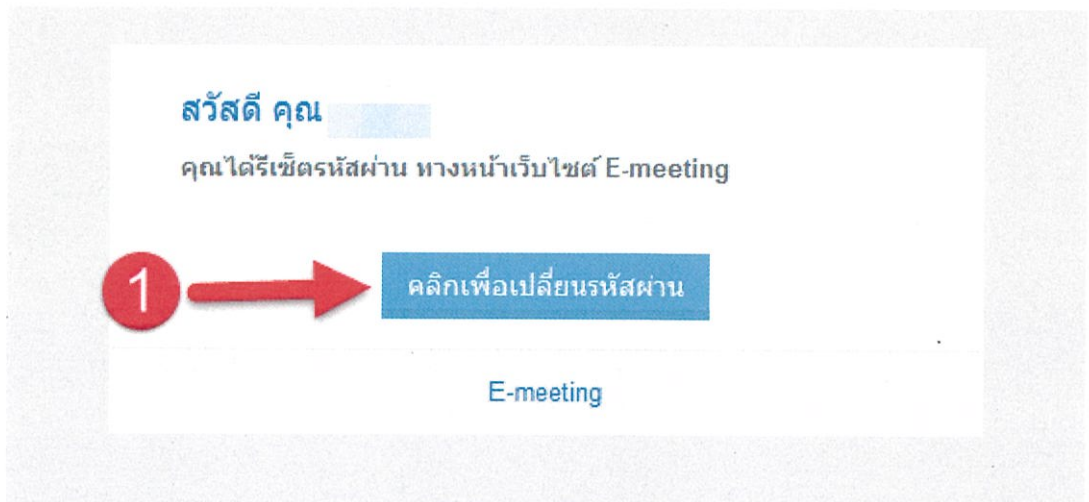 สวัสดี คุณ
คุณได้รีเซ็ตรหัสผ่าน ทางหน้าเว็บไซต์ E-meeting
1
คลิกเพื่อเปลี่ยนรหัสผ่าน
E-meeting